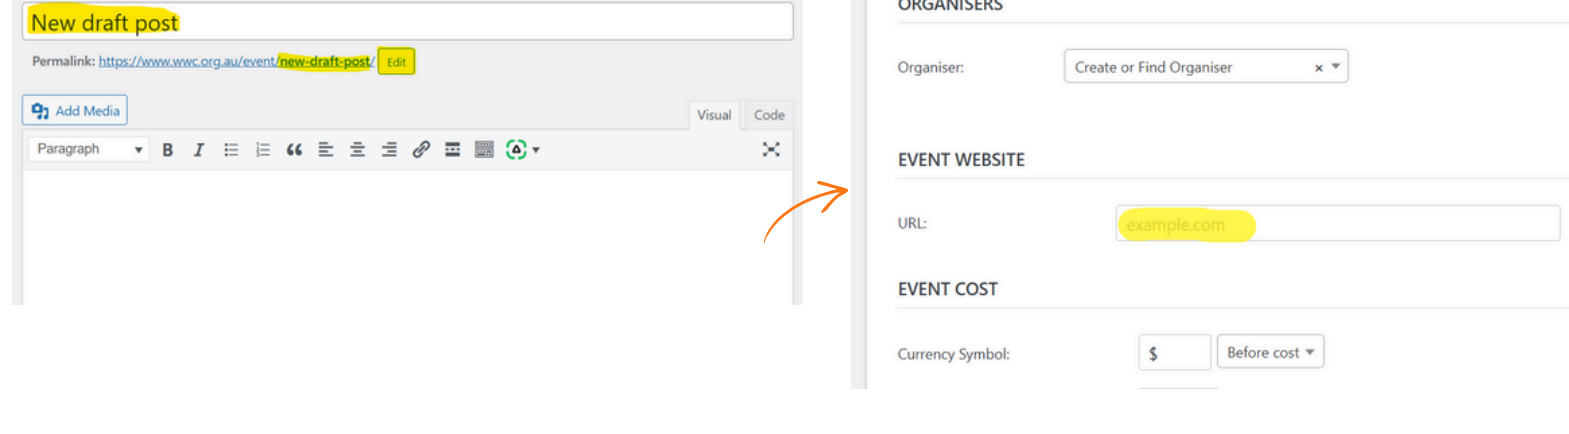 New draft post
Permalink: https://www.wwc.org.au/event/new-draft-post/ Edit
Add Media
Visual Code
Paragraph
ORGANISERS
Organiser: Create or Find Organiser × ▼
EVENT WEBSITE
URL: example.com
EVENT COST
Currency Symbol: $ Before cost ▼